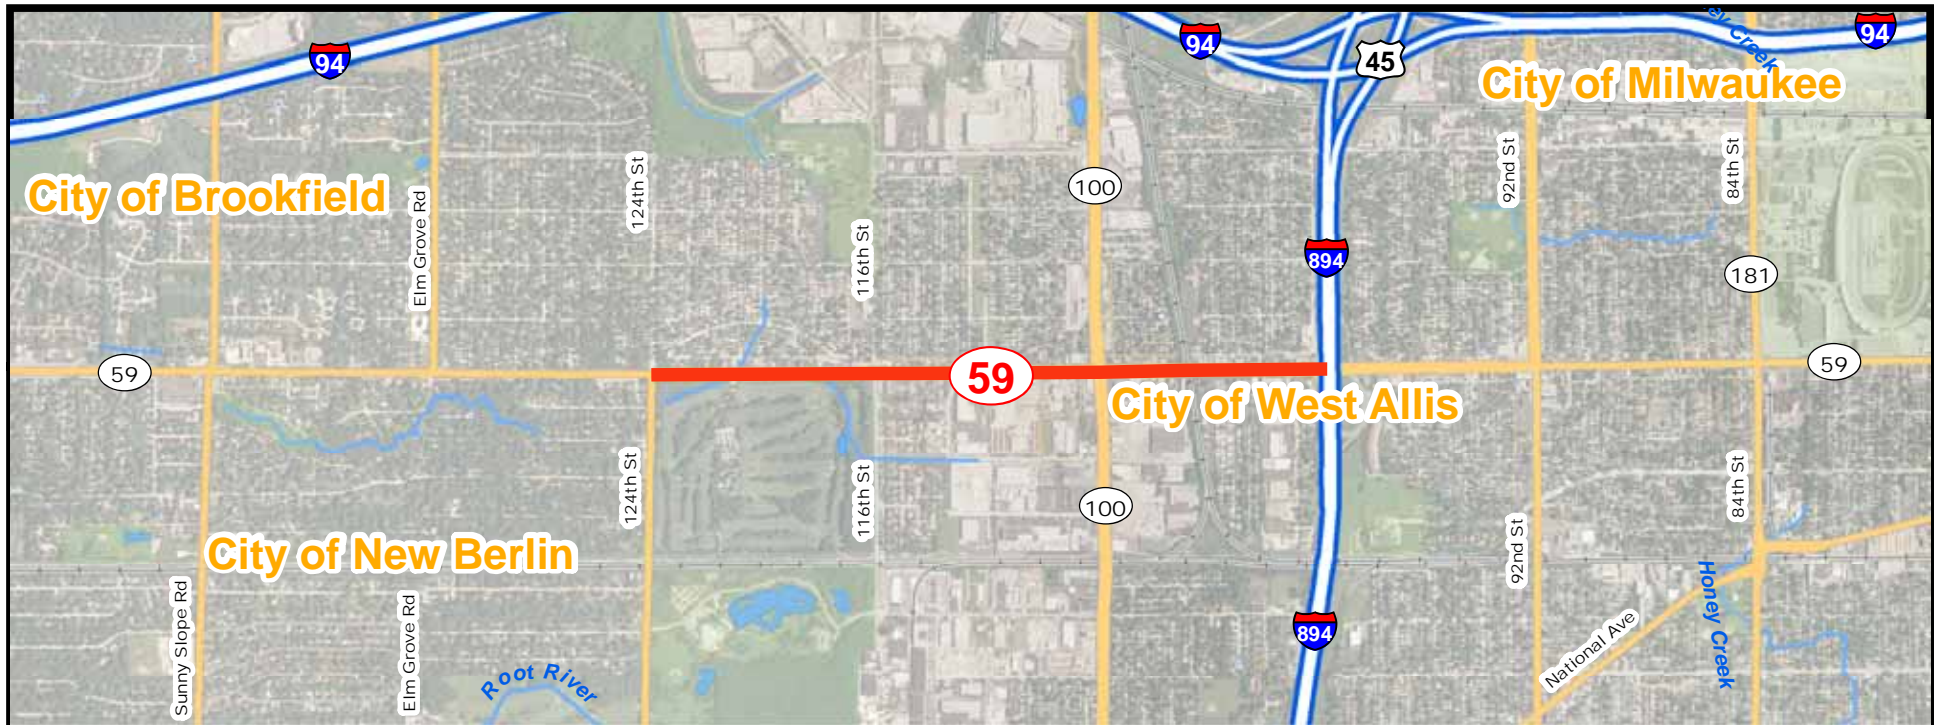 94
94
45
94
ey Creek
City of Milwaukee
City of Brookfield
Elm Grove Rd
124th St
116th St
100
92nd St
84th St
894
181
59
59
59
City of West Allis
124th St
116th St
100
92nd St
84th St
City of New Berlin
Sunny Slope Rd
Elm Grove Rd
Root River
894
National Ave
Honey Creek